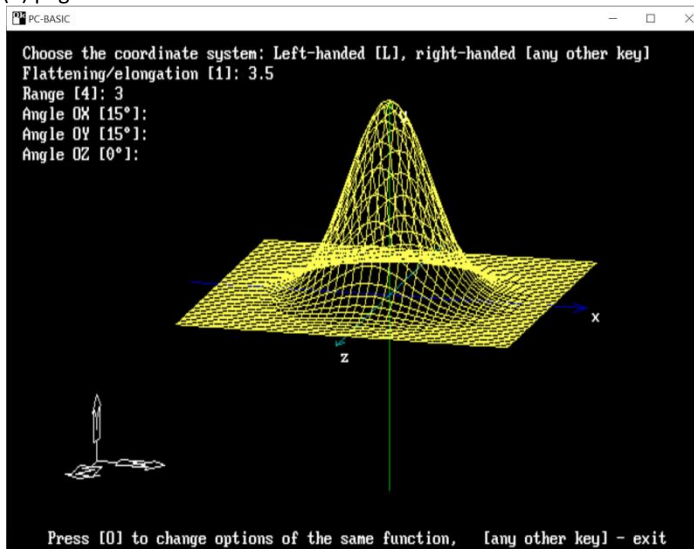 PC-BASIC
Choose the coordinate system: Left-handed [L], right-handed [any other key]
Flattening/elongation [1]: 3.5
Range [4]: 3
Angle OX [15°]:
Angle OY [15°]:
Angle OZ [0°]:
Y
X
Z
Press [O] to change options of the same function, [any other key] - exit